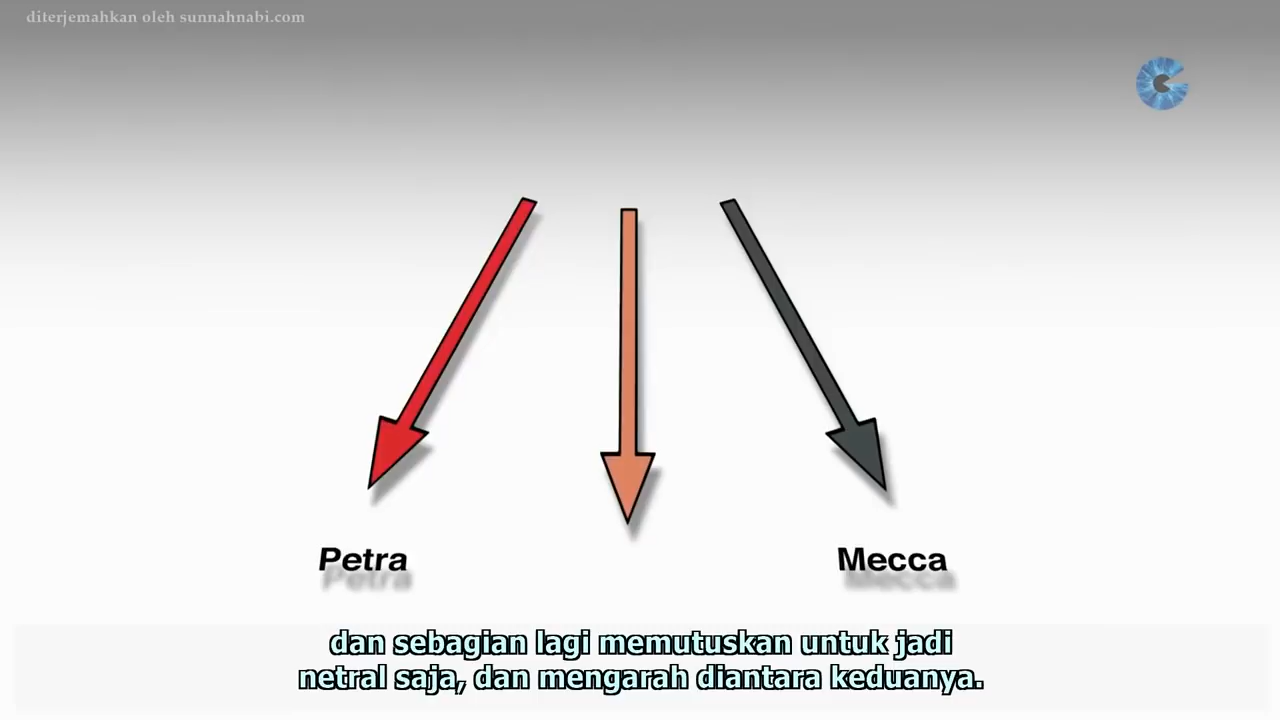 diterjemahkan oleh sunnahnabi.com
Petra
Mecca
dan sebagian lagi memutuskan untuk jadi
netral saja, dan mengarah diantara keduanya.